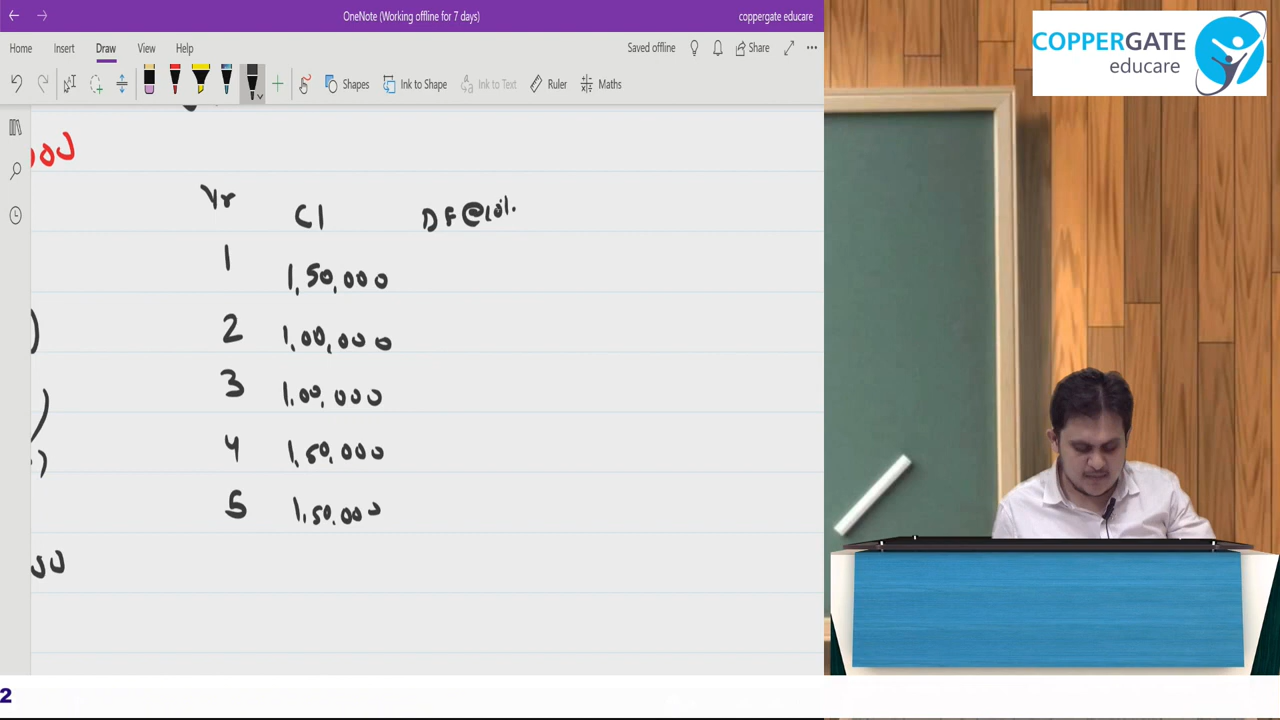 OneNote (Working offline for 7 days)
coppergate educare
Home Insert Draw View Help
Saved offline Share
Shapes Ink to Shape Ink to Text Ruler Maths
COPPERGATE
educare
Yr CI DF@10%
1 1,50,000
2 1,00,000
3 1,00,000
4 1,50,000
5 1,50,000
2